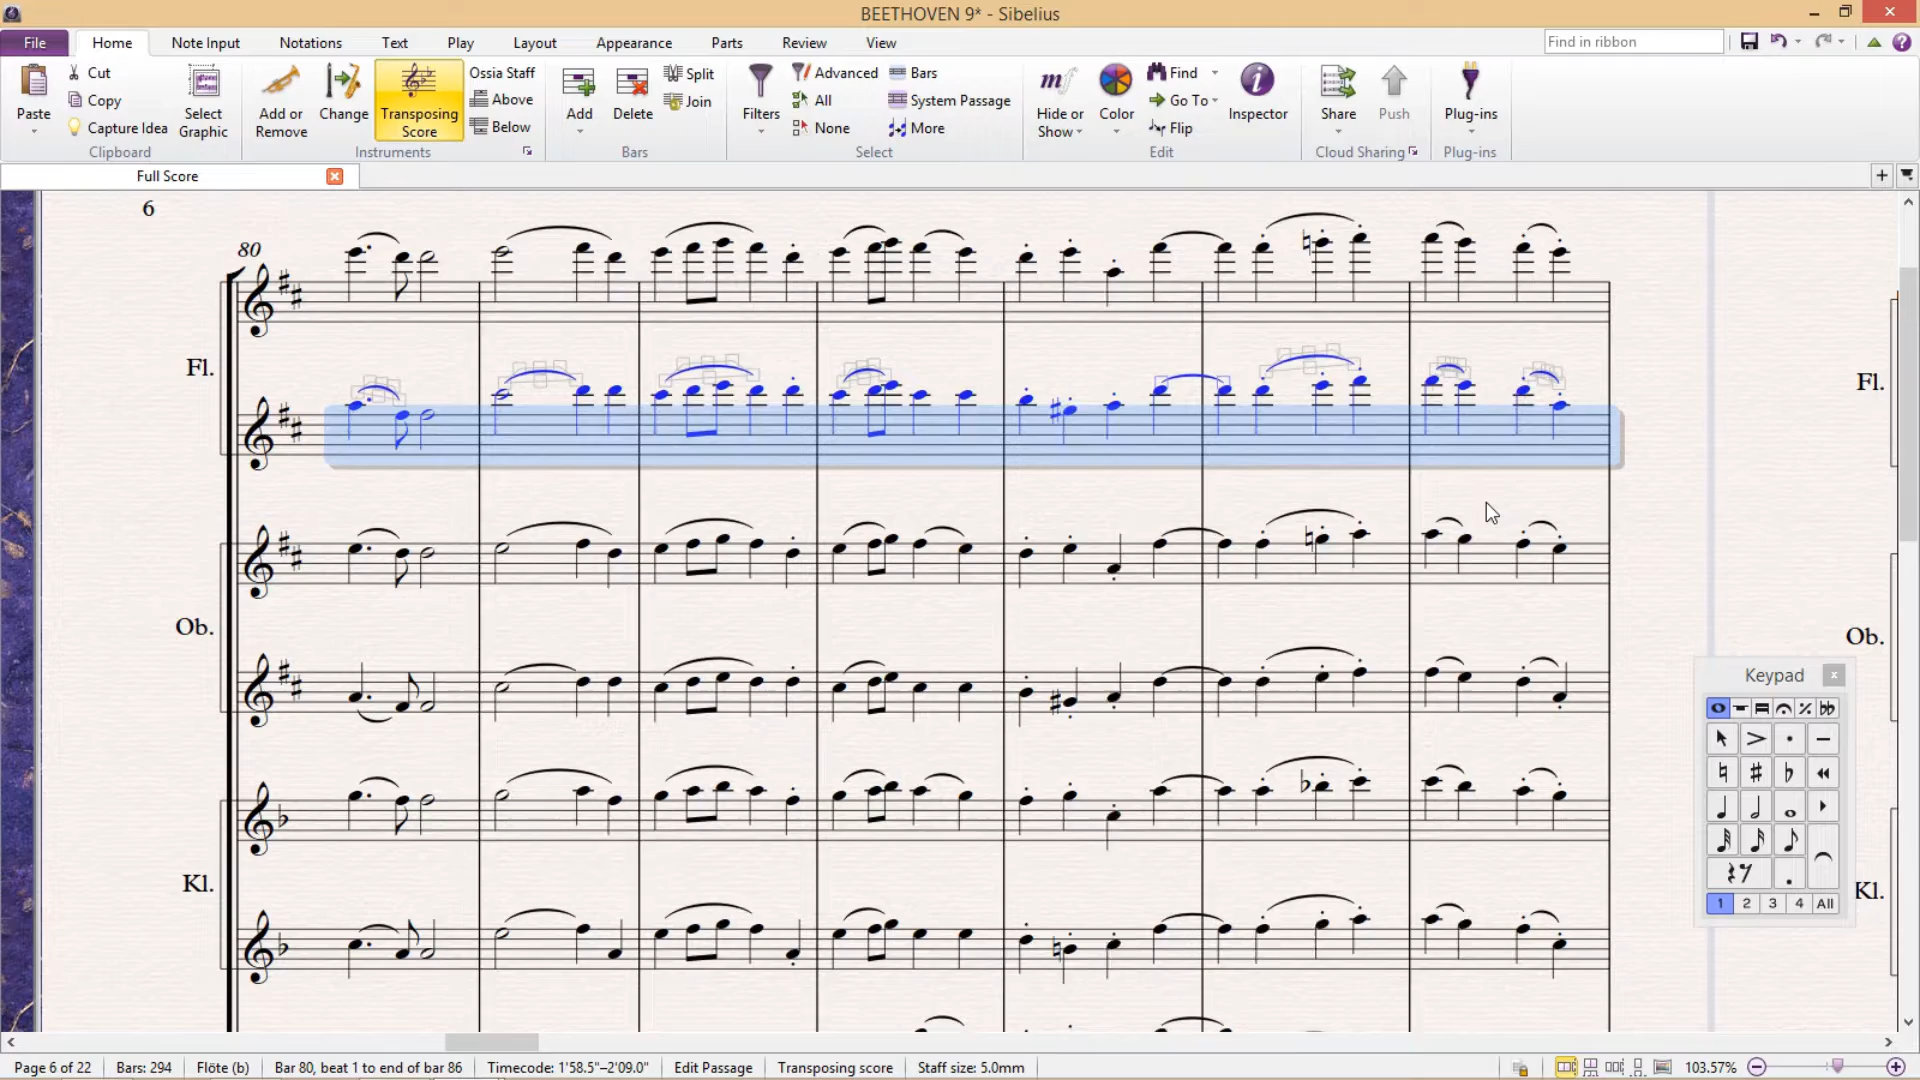 BEETHOVEN 9* - Sibelius
File Home Note Input Notations Text Play Layout Appearance Parts Review View Find in ribbon
Paste
Cut
Copy
Capture Idea
Select Graphic
Clipboard
Add or Remove
Change
Transposing Score
Ossia Staff
Above
Below
Instruments
Add
Delete
Split
Join
Bars
Filters
Advanced
All
None
Bars
System Passage
More
Select
Hide or Show
Color
Find
Go To
Flip
Inspector
Edit
Share
Push
Cloud Sharing
Plug-ins
Plug-ins
Full Score
6
80
Fl.
Fl.
Ob.
Ob.
Kl.
Kl.
Keypad
1 2 3 4 All
Page 6 of 22 Bars: 294 Flöte (b) Bar 80, beat 1 to end of bar 86 Timecode: 1'58.5"–2'09.0" Edit Passage Transposing score Staff size: 5.0mm 103.57%